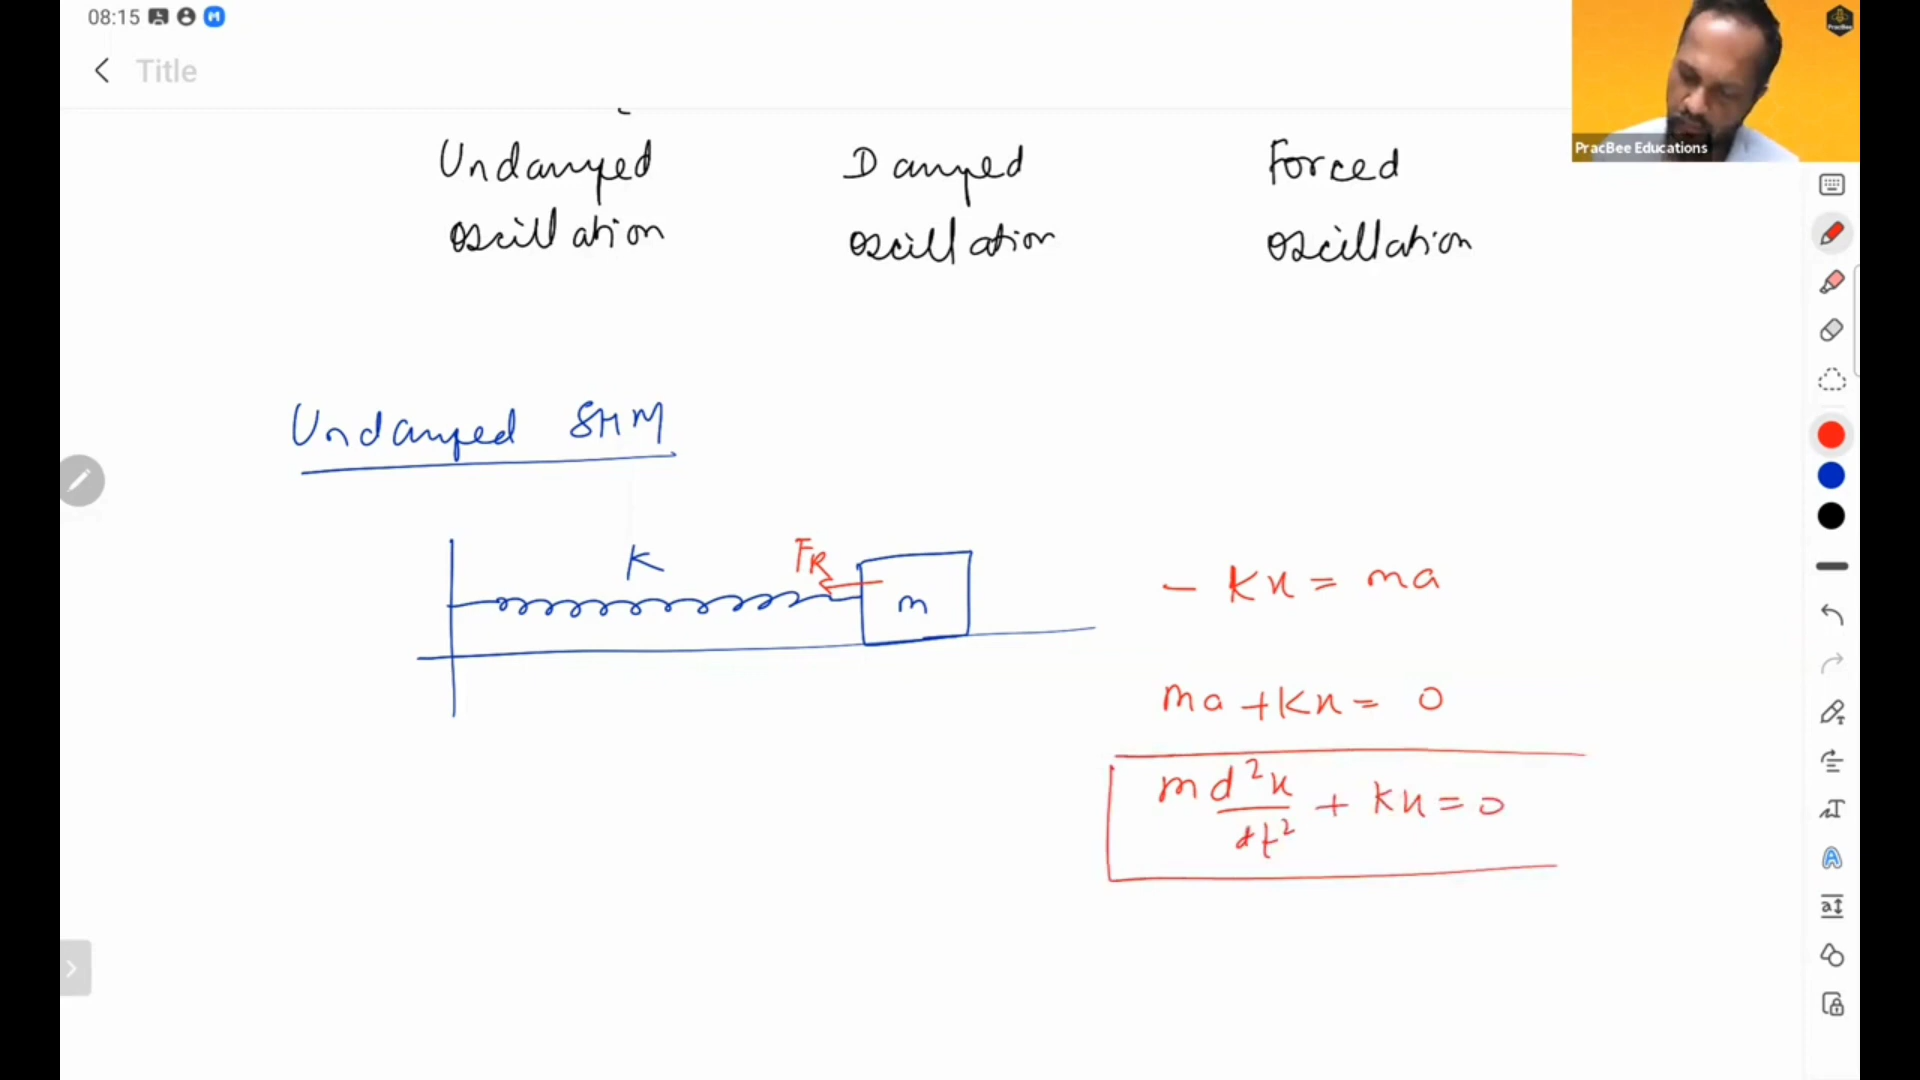 08:15
Title
PracBee
PracBee Educations
Undamped Damped Forced
oscillation oscillation oscillation
Undamped SHM
K FR
m
- Kx = ma
ma + Kx = 0
m d²x/dt² + Kx = 0